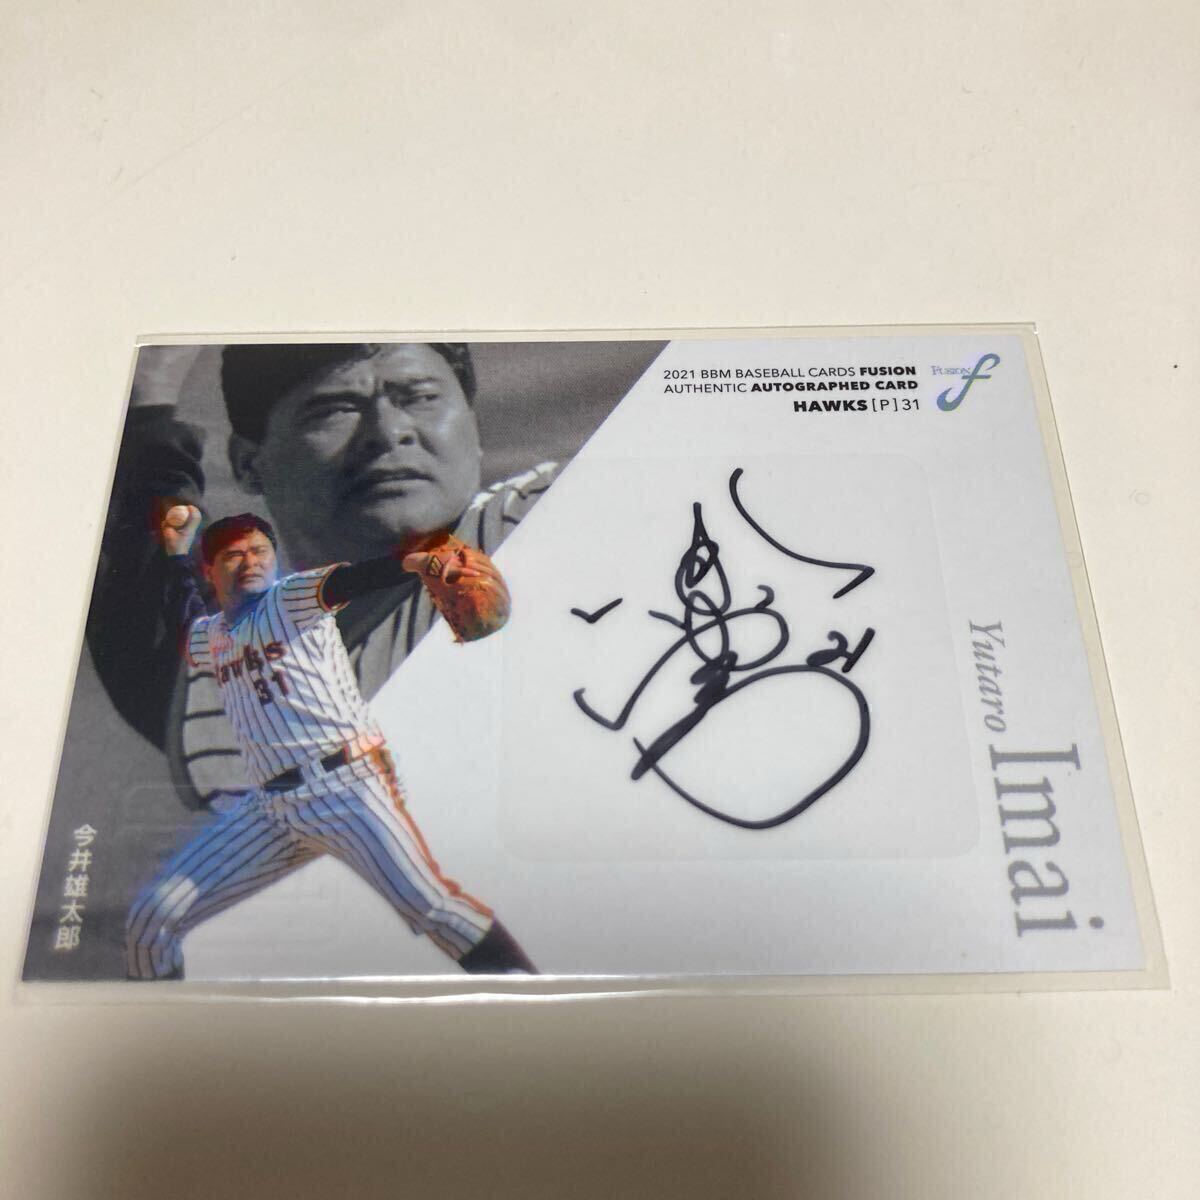 2021 BBM BASEBALL CARDS FUSION
AUTHENTIC AUTOGRAPHED CARD
HAWKS [P] 31
FUSION f
Yutaro Imai
Hawks
31
21
今井雄太郎